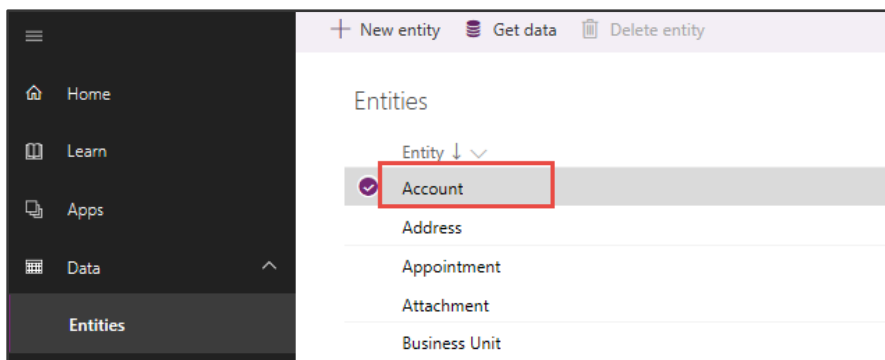 New entity Get data Delete entity
Home
Learn
Apps
Data
Entities
Entities
Entity
Account
Address
Appointment
Attachment
Business Unit